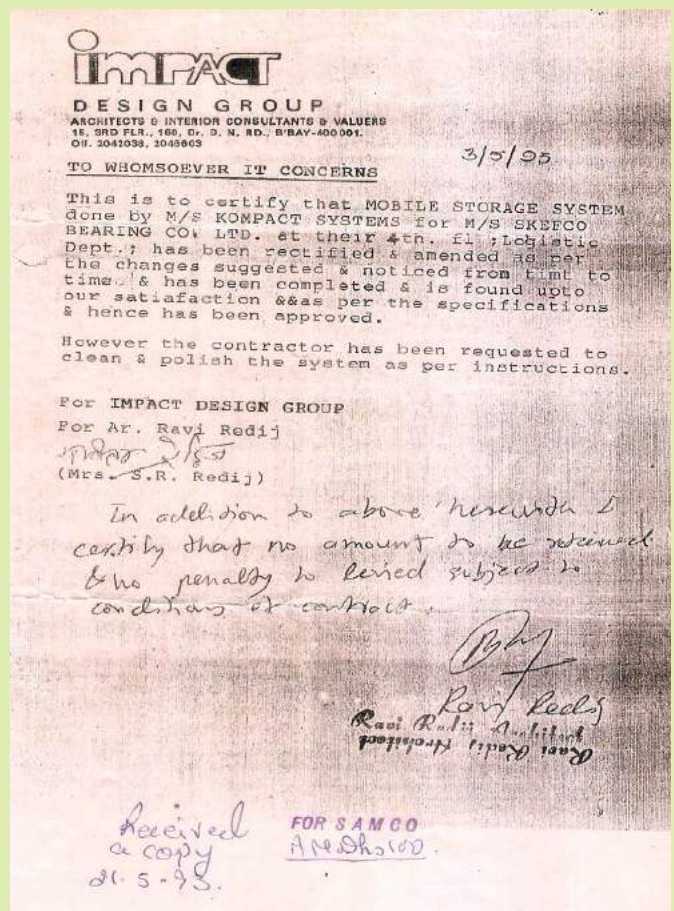 impact
DESIGN GROUP
ARCHITECTS & INTERIOR CONSULTANTS & VALUERS
15, 3RD FLR., 160, Dr. D. N. RD., B'BAY-400001.
Off. 2042038, 2048603
3/5/95
TO WHOMSOEVER IT CONCERNS
This is to certify that MOBILE STORAGE SYSTEM
done by M/S KOMPACT SYSTEMS for M/S SKEFCO
BEARING CO. LTD. at their 4th. fl ;Logistic
Dept.; has been rectified & amended as per
the changes suggested & noticed from timt to
time. & has been completed & is found upto
our satiafaction &&as per the specifications
& hence has been approved.
However the contractor has been requested to
clean & polish the system as per instructions.
For IMPACT DESIGN GROUP
For Ar. Ravi Redij
(Mrs. S.R. Redij)
In addition to above herewith I
certify that no amount to be retained
& no penalty to levied subject to
conditions of contract.
Ravi Redij
Ravi Redij
Ravi Redij Architect
Received
a copy
21.5.95.
FOR SAMCO